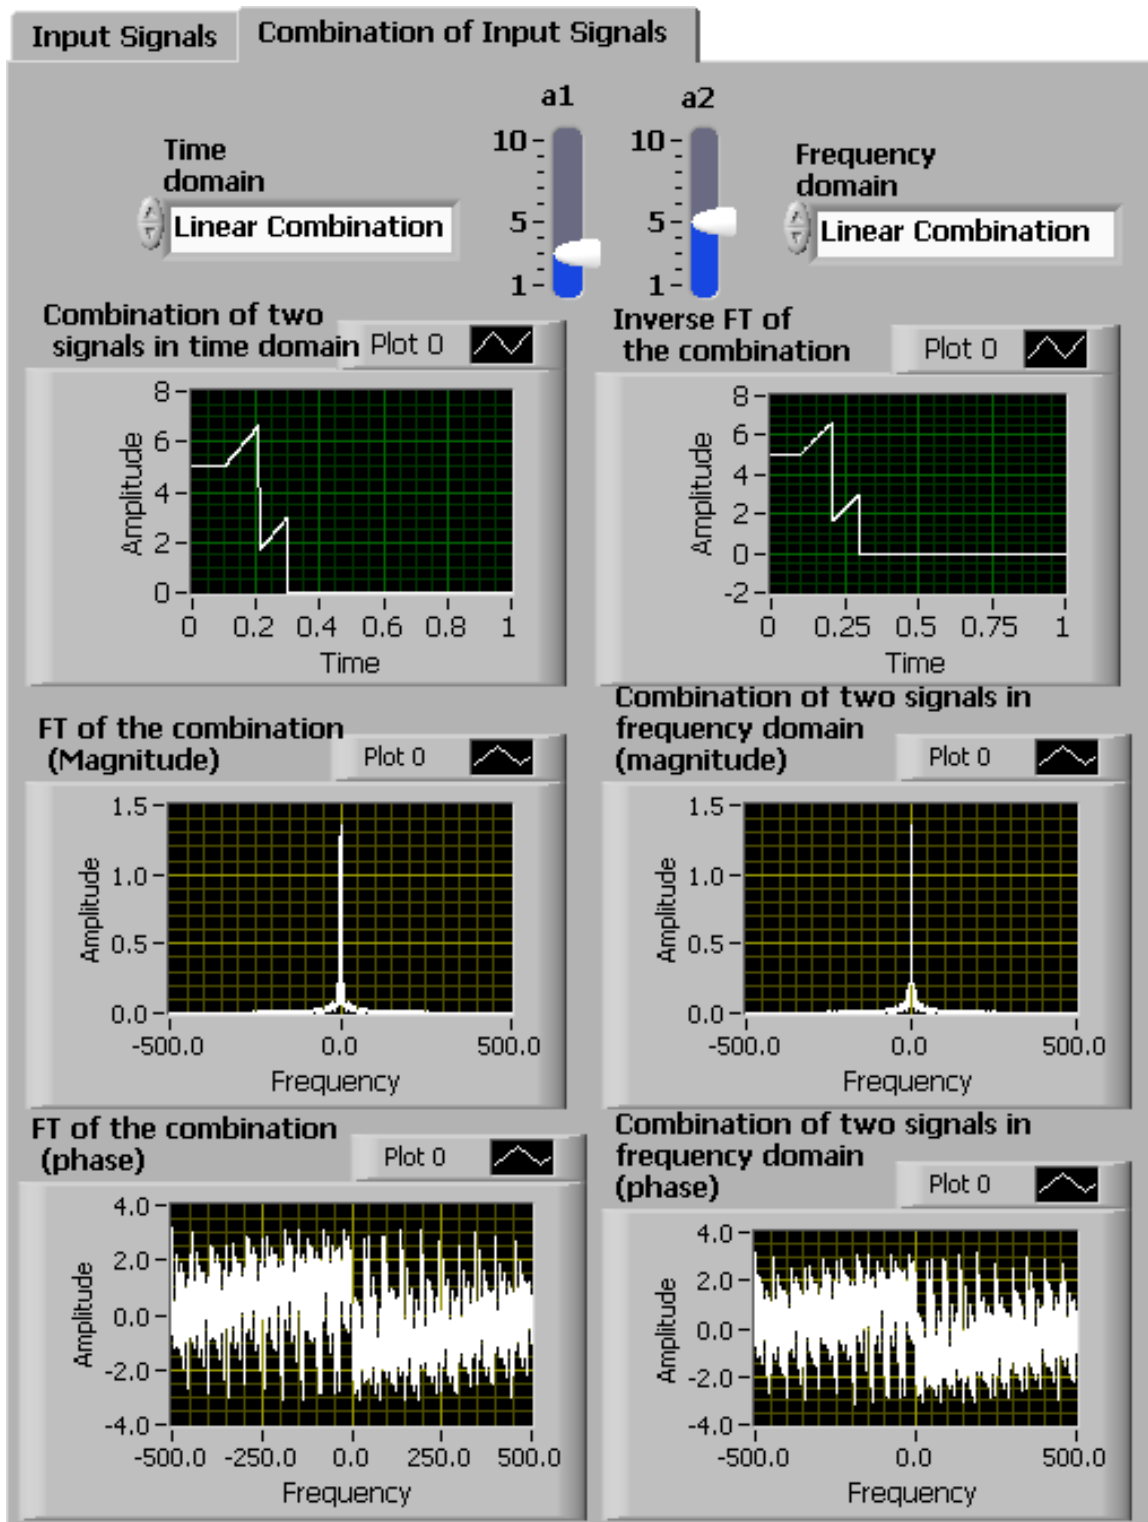 Input Signals
Combination of Input Signals
a1
a2
10
5
1
10
5
1
Time
domain
Linear Combination
Frequency
domain
Linear Combination
Combination of two
signals in time domain
Plot 0
8
6
4
2
0
Amplitude
0 0.2 0.4 0.6 0.8 1
Time
Inverse FT of
the combination
Plot 0
8
6
4
2
0
-2
Amplitude
0 0.25 0.5 0.75 1
Time
FT of the combination
(Magnitude)
Plot 0
1.5
1.0
0.5
0.0
Amplitude
-500.0 0.0 500.0
Frequency
Combination of two signals in
frequency domain
(magnitude)
Plot 0
1.5
1.0
0.5
0.0
Amplitude
-500.0 0.0 500.0
Frequency
FT of the combination
(phase)
Plot 0
4.0
2.0
0.0
-2.0
-4.0
Amplitude
-500.0 -250.0 0.0 250.0 500.0
Frequency
Combination of two signals in
frequency domain
(phase)
Plot 0
4.0
2.0
0.0
-2.0
-4.0
Amplitude
-500.0 0.0 500.0
Frequency